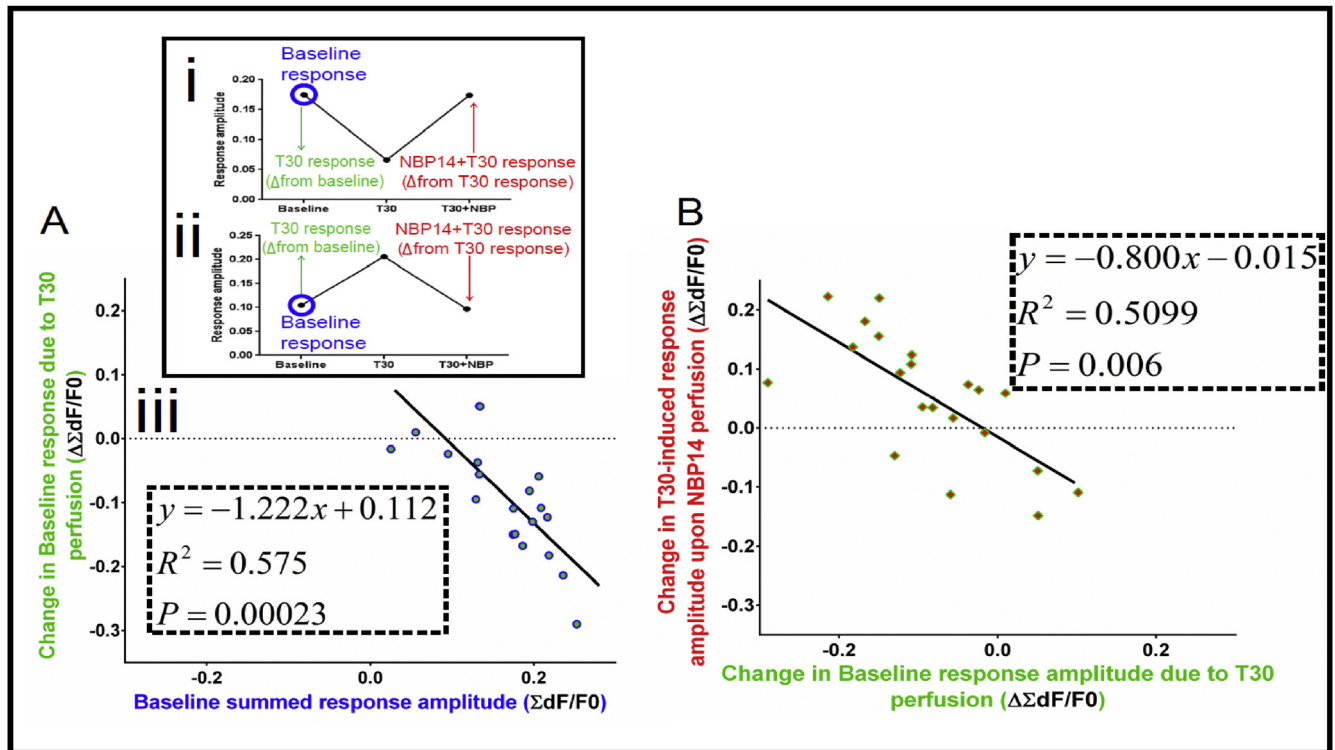 i
Baseline
response
Response amplitude
0.20
0.15
0.10
0.05
0.00
T30 response
(Δfrom baseline)
NBP14+T30 response
(Δfrom T30 response)
Baseline
T30
T30+NBP
ii
T30 response
(Δfrom baseline)
NBP14+T30 response
(Δfrom T30 response)
Response amplitude
0.25
0.20
0.15
0.10
0.05
0.00
Baseline
response
Baseline
T30
T30+NBP
A
iii
Change in Baseline response due to T30
perfusion (ΔΣdF/F0)
0.2
0.1
0.0
-0.1
-0.2
-0.3
y = −1.222x + 0.112
R² = 0.575
P = 0.00023
-0.2
0.0
0.2
Baseline summed response amplitude (ΣdF/F0)
B
Change in T30-induced response
amplitude upon NBP14 perfusion (ΔΣdF/F0)
0.2
0.1
0.0
-0.1
-0.2
-0.3
y = −0.800x − 0.015
R² = 0.5099
P = 0.006
-0.2
0.0
0.2
Change in Baseline response amplitude due to T30
perfusion (ΔΣdF/F0)